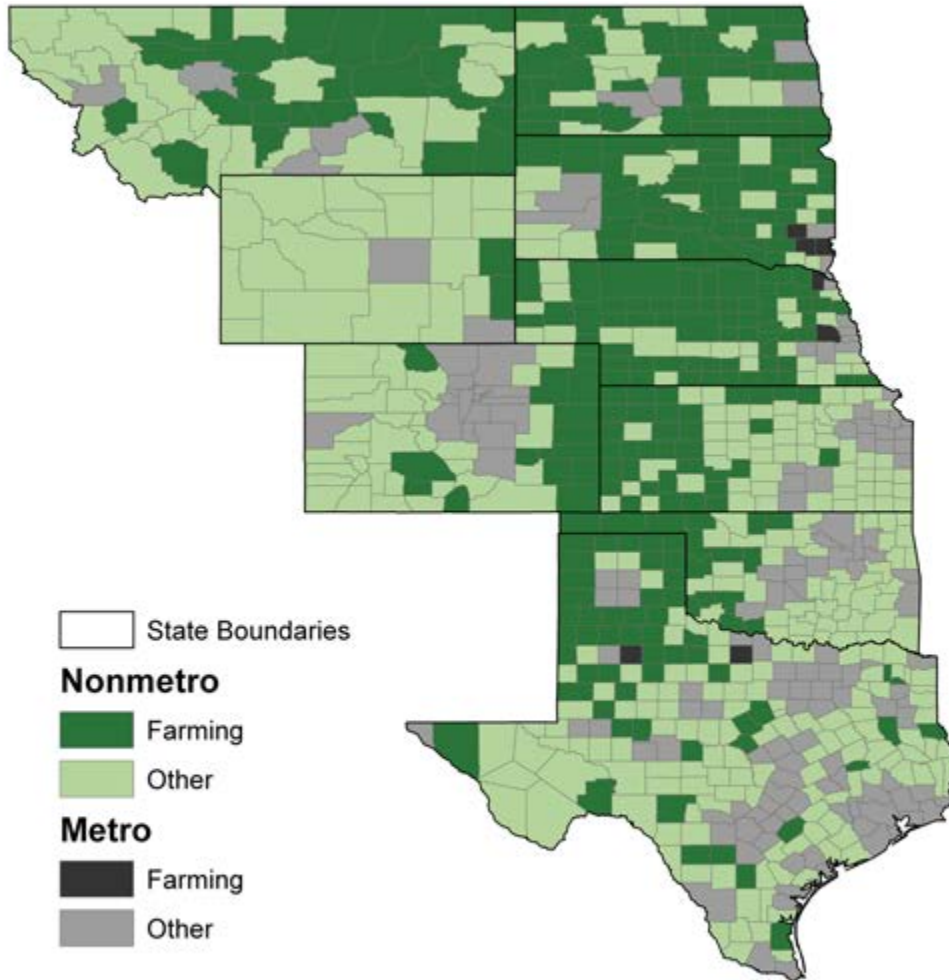 State Boundaries
Nonmetro
Farming
Other
Metro
Farming
Other